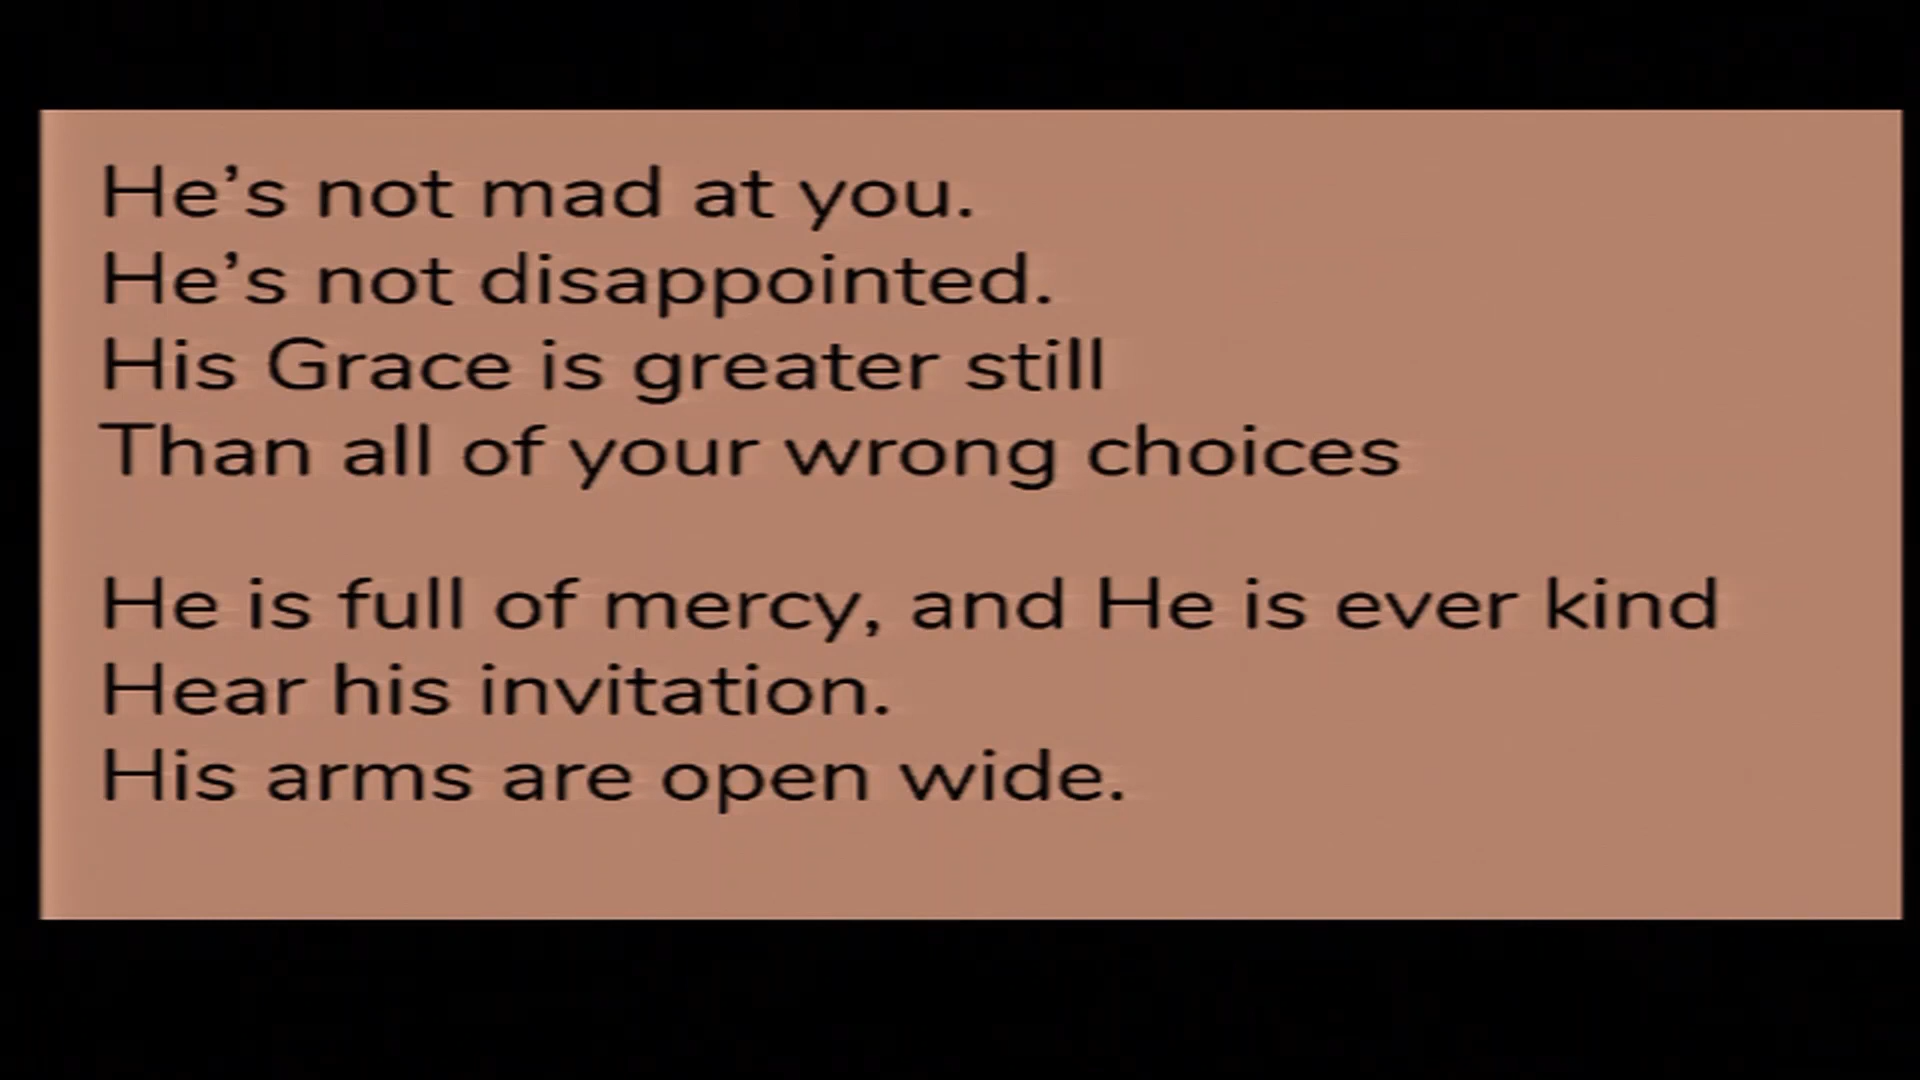 He’s not mad at you.
He’s not disappointed.
His Grace is greater still
Than all of your wrong choices
He is full of mercy, and He is ever kind
Hear his invitation.
His arms are open wide.